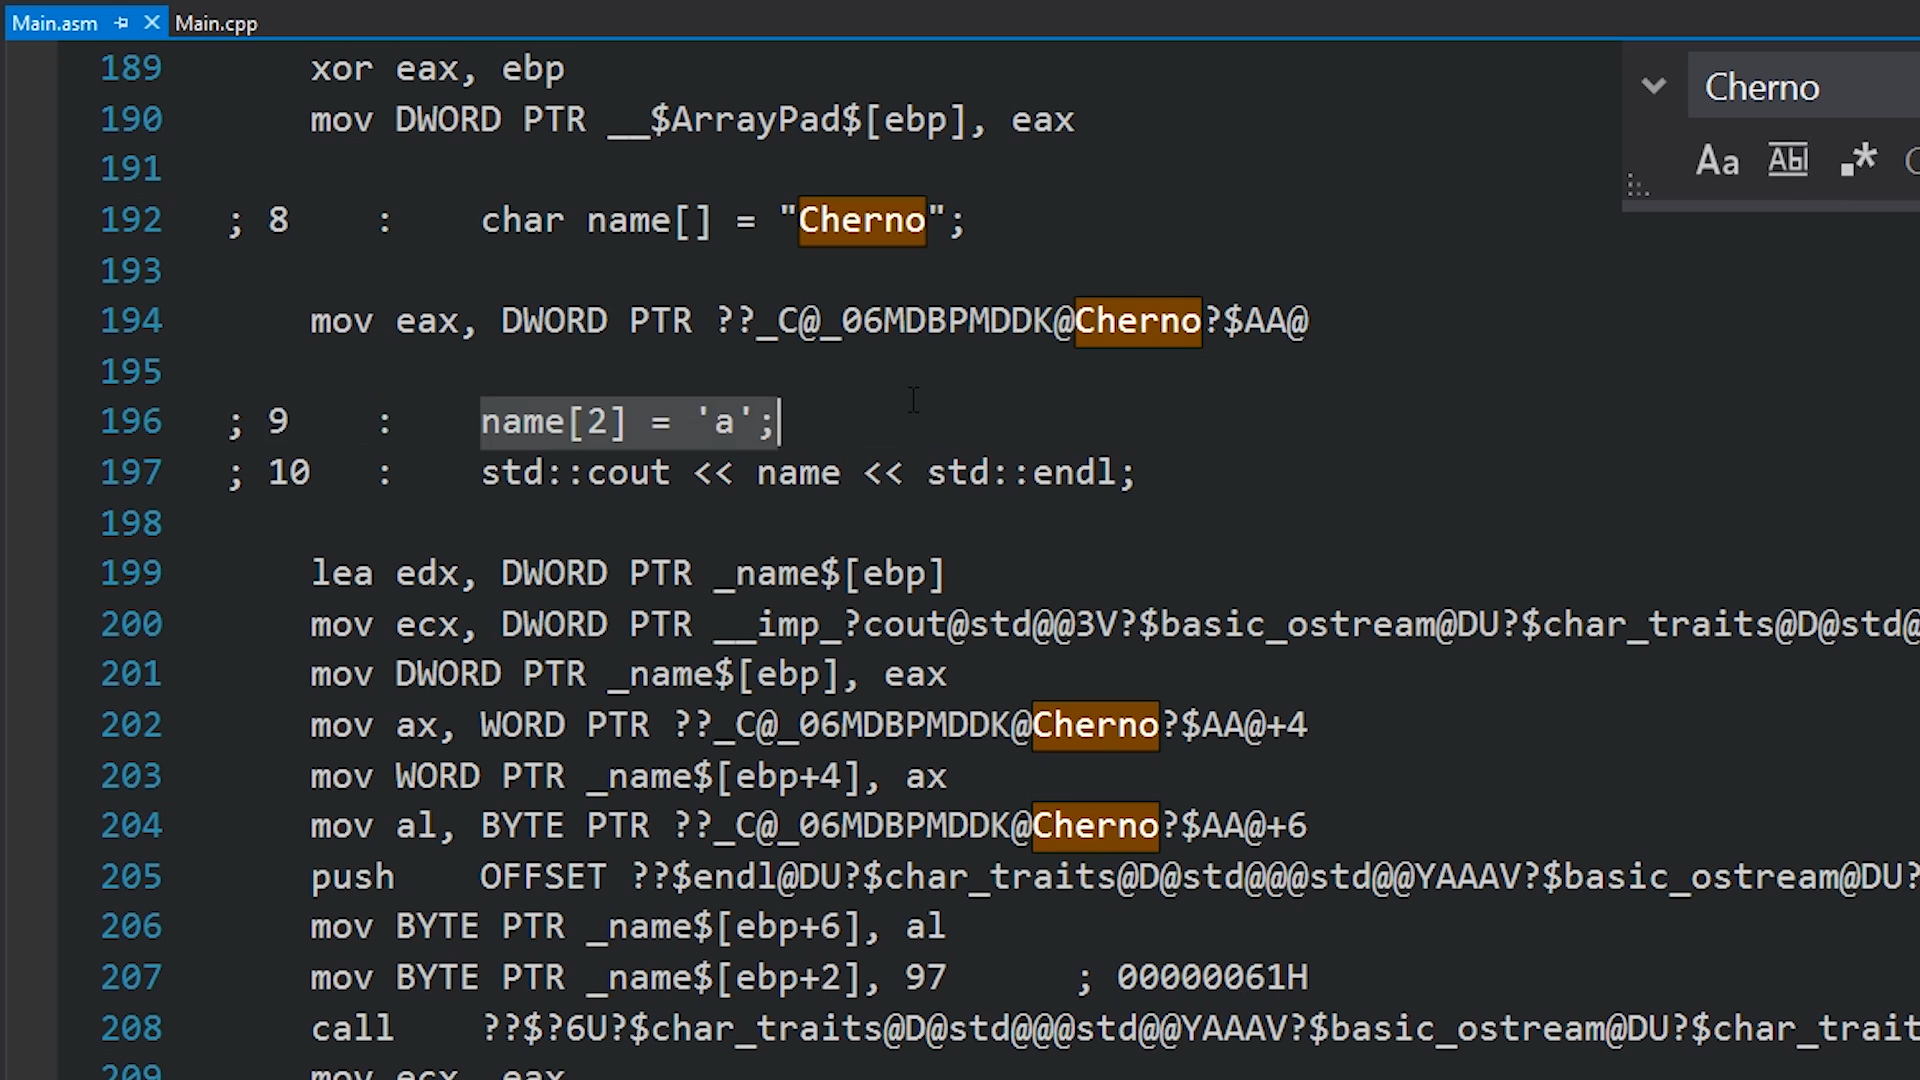 Main.asm Main.cpp
Cherno
Aa Abl .*
189 xor eax, ebp
190 mov DWORD PTR __$ArrayPad$[ebp], eax
191
192 ; 8 : char name[] = "Cherno";
193
194 mov eax, DWORD PTR ??_C@_06MDBPMDDK@Cherno?$AA@
195
196 ; 9 : name[2] = 'a';
197 ; 10 : std::cout << name << std::endl;
198
199 lea edx, DWORD PTR _name$[ebp]
200 mov ecx, DWORD PTR __imp_?cout@std@@3V?$basic_ostream@DU?$char_traits@D@std@
201 mov DWORD PTR _name$[ebp], eax
202 mov ax, WORD PTR ??_C@_06MDBPMDDK@Cherno?$AA@+4
203 mov WORD PTR _name$[ebp+4], ax
204 mov al, BYTE PTR ??_C@_06MDBPMDDK@Cherno?$AA@+6
205 push OFFSET ??$endl@DU?$char_traits@D@std@@@std@@YAAAV?$basic_ostream@DU?
206 mov BYTE PTR _name$[ebp+6], al
207 mov BYTE PTR _name$[ebp+2], 97 ; 00000061H
208 call ??$?6U?$char_traits@D@std@@@std@@YAAAV?$basic_ostream@DU?$char_trait
209 mov ecx, eax